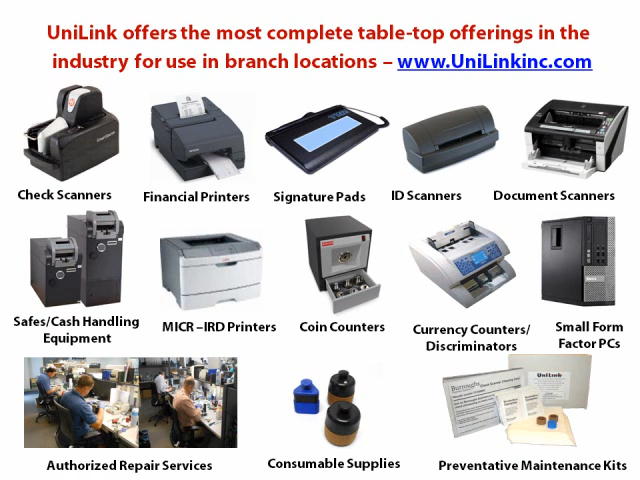 UniLink offers the most complete table-top offerings in the
industry for use in branch locations – www.UniLinkinc.com
Check Scanners
Financial Printers
Signature Pads
ID Scanners
Document Scanners
Safes/Cash Handling
Equipment
MICR –IRD Printers
Coin Counters
Currency Counters/
Discriminators
Small Form
Factor PCs
UniLink
Burroughs
Authorized Repair Services
Consumable Supplies
Preventative Maintenance Kits